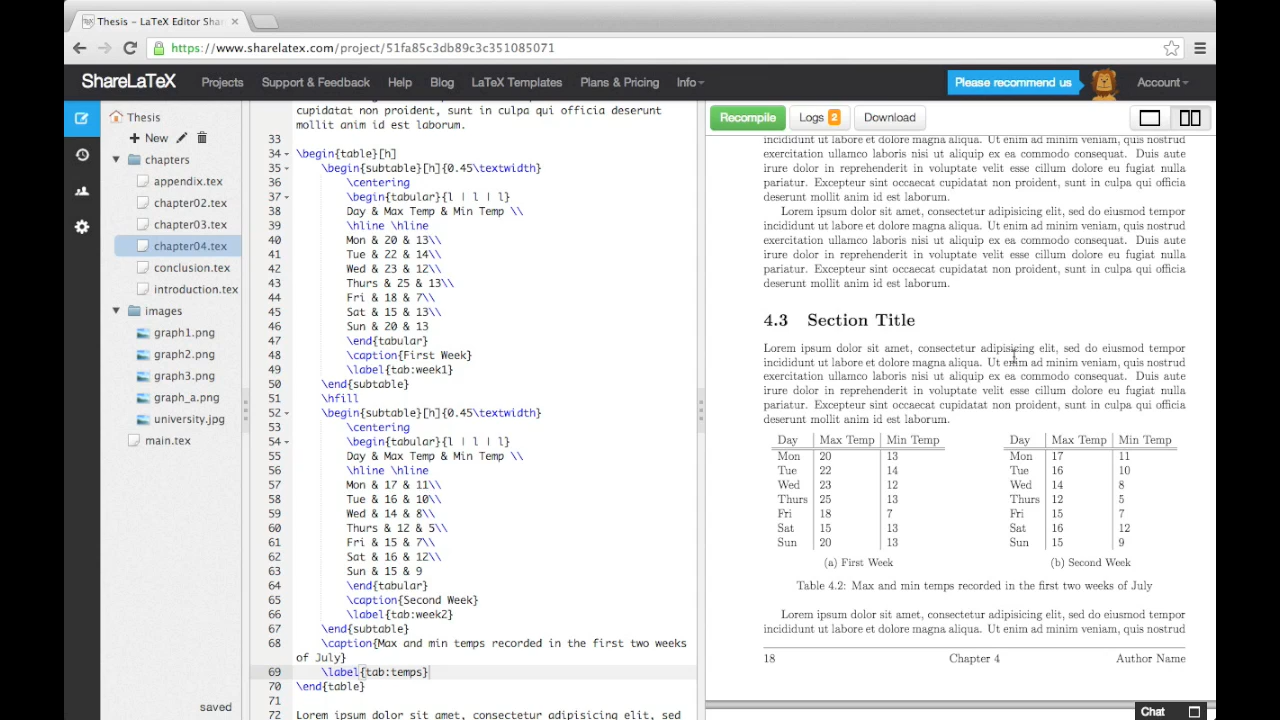 Thesis – LaTeX Editor Shar
https://www.sharelatex.com/project/51fa85c3db89c3c351085071
ShareLaTeX Projects Support & Feedback Help Blog LaTeX Templates Plans & Pricing Info Please recommend us Account
Thesis
New
chapters
appendix.tex
chapter02.tex
chapter03.tex
chapter04.tex
conclusion.tex
introduction.tex
images
graph1.png
graph2.png
graph3.png
graph_a.png
university.jpg
main.tex
saved
cupidatat non proident, sunt in culpa qui officia deserunt
mollit anim id est laborum.
33
34 \begin{table}[h]
35 \begin{subtable}[h]{0.45\textwidth}
36 \centering
37 \begin{tabular}{l | l | l}
38 Day & Max Temp & Min Temp \\
39 \hline \hline
40 Mon & 20 & 13\\
41 Tue & 22 & 14\\
42 Wed & 23 & 12\\
43 Thurs & 25 & 13\\
44 Fri & 18 & 7\\
45 Sat & 15 & 13\\
46 Sun & 20 & 13
47 \end{tabular}
48 \caption{First Week}
49 \label{tab:week1}
50 \end{subtable}
51 \hfill
52 \begin{subtable}[h]{0.45\textwidth}
53 \centering
54 \begin{tabular}{l | l | l}
55 Day & Max Temp & Min Temp \\
56 \hline \hline
57 Mon & 17 & 11\\
58 Tue & 16 & 10\\
59 Wed & 14 & 8\\
60 Thurs & 12 & 5\\
61 Fri & 15 & 7\\
62 Sat & 16 & 12\\
63 Sun & 15 & 9
64 \end{tabular}
65 \caption{Second Week}
66 \label{tab:week2}
67 \end{subtable}
68 \caption{Max and min temps recorded in the first two weeks
of July}
69 \label{tab:temps}
70 \end{table}
71
72 Lorem ipsum dolor sit amet, consectetur adipisicing elit, sed
Recompile Logs 2 Download
incididunt ut labore et dolore magna aliqua. Ut enim ad minim veniam, quis nostrud
exercitation ullamco laboris nisi ut aliquip ex ea commodo consequat. Duis aute
irure dolor in reprehenderit in voluptate velit esse cillum dolore eu fugiat nulla
pariatur. Excepteur sint occaecat cupidatat non proident, sunt in culpa qui officia
deserunt mollit anim id est laborum.
Lorem ipsum dolor sit amet, consectetur adipisicing elit, sed do eiusmod tempor
incididunt ut labore et dolore magna aliqua. Ut enim ad minim veniam, quis nostrud
exercitation ullamco laboris nisi ut aliquip ex ea commodo consequat. Duis aute
irure dolor in reprehenderit in voluptate velit esse cillum dolore eu fugiat nulla
pariatur. Excepteur sint occaecat cupidatat non proident, sunt in culpa qui officia
deserunt mollit anim id est laborum.
4.3 Section Title
Lorem ipsum dolor sit amet, consectetur adipisicing elit, sed do eiusmod tempor
incididunt ut labore et dolore magna aliqua. Ut enim ad minim veniam, quis nostrud
exercitation ullamco laboris nisi ut aliquip ex ea commodo consequat. Duis aute
irure dolor in reprehenderit in voluptate velit esse cillum dolore eu fugiat nulla
pariatur. Excepteur sint occaecat cupidatat non proident, sunt in culpa qui officia
deserunt mollit anim id est laborum.
Day Max Temp Min Temp Day Max Temp Min Temp
Mon 20 13 Mon 17 11
Tue 22 14 Tue 16 10
Wed 23 12 Wed 14 8
Thurs 25 13 Thurs 12 5
Fri 18 7 Fri 15 7
Sat 15 13 Sat 16 12
Sun 20 13 Sun 15 9
(a) First Week (b) Second Week
Table 4.2: Max and min temps recorded in the first two weeks of July
Lorem ipsum dolor sit amet, consectetur adipisicing elit, sed do eiusmod tempor
incididunt ut labore et dolore magna aliqua. Ut enim ad minim veniam, quis nostrud
18 Chapter 4 Author Name
Chat